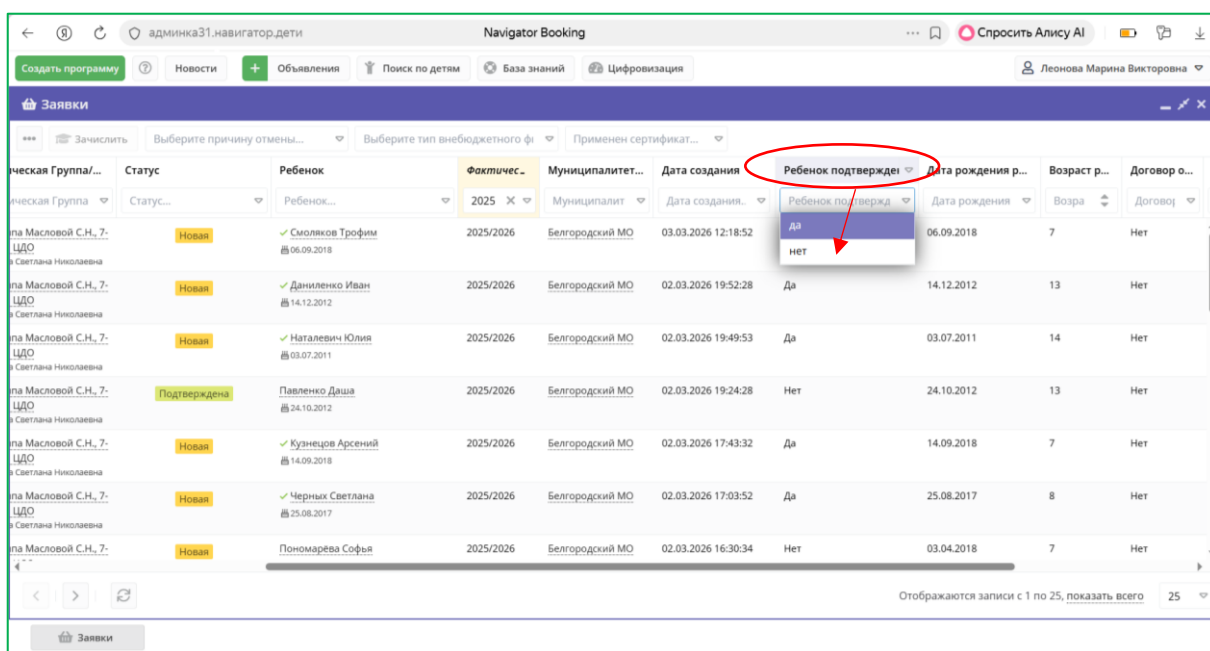 админка31.навигатор.дети Navigator Booking ... Спросить Алису AI
Создать программу ? Новости + Объявления Поиск по детям База знаний Цифровизация Леонова Марина Викторовна
Заявки
Зачислить Выберите причину отмены... Выберите тип внебюджетного ф Применен сертификат...
ическая Группа/... Статус Ребенок Фактичес... Муниципалитет... Дата создания Ребенок подтвержден Дата рождения р... Возраст р... Договор о...
ическая Группа Статус... Ребенок... 2025 Муниципалит Дата создания.. Ребенок подтвержд Дата рождения Возра Договор
да
нет
па Масловой С.Н., 7- Новая Смоляков Трофим 2025/2026 Белгородский МО 03.03.2026 12:18:52 06.09.2018 7 Нет
ЦДО 06.09.2018
Светлана Николаевна
па Масловой С.Н., 7- Новая Даниленко Иван 2025/2026 Белгородский МО 02.03.2026 19:52:28 Да 14.12.2012 13 Нет
ЦДО 14.12.2012
Светлана Николаевна
па Масловой С.Н., 7- Новая Наталевич Юлия 2025/2026 Белгородский МО 02.03.2026 19:49:53 Да 03.07.2011 14 Нет
ЦДО 03.07.2011
Светлана Николаевна
па Масловой С.Н., 7- Подтверждена Павленко Даша 2025/2026 Белгородский МО 02.03.2026 19:24:28 Нет 24.10.2012 13 Нет
ЦДО 24.10.2012
Светлана Николаевна
па Масловой С.Н., 7- Новая Кузнецов Арсений 2025/2026 Белгородский МО 02.03.2026 17:43:32 Да 14.09.2018 7 Нет
ЦДО 14.09.2018
Светлана Николаевна
па Масловой С.Н., 7- Новая Черных Светлана 2025/2026 Белгородский МО 02.03.2026 17:03:52 Да 25.08.2017 8 Нет
ЦДО 25.08.2017
Светлана Николаевна
па Масловой С.Н., 7- Новая Пономарёва Софья 2025/2026 Белгородский МО 02.03.2026 16:30:34 Нет 03.04.2018 7 Нет
Отображаются записи с 1 по 25, показать всего 25
Заявки